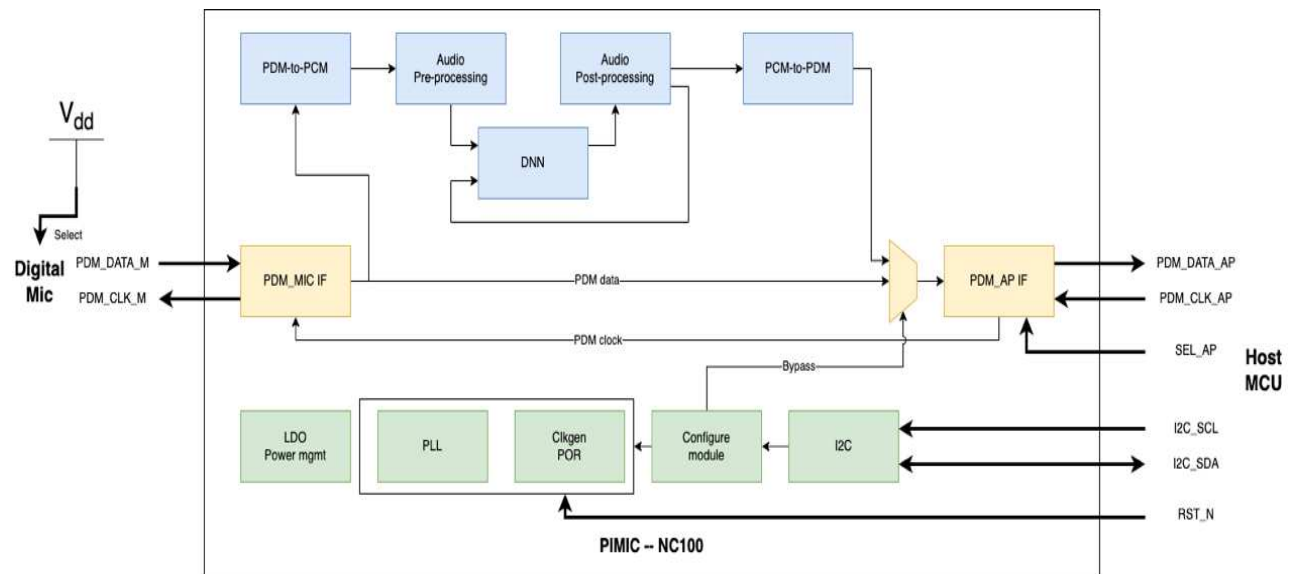 PDM-to-PCM
Audio
Pre-processing
Audio
Post-processing
PCM-to-PDM
DNN
Vdd
Select
Digital
Mic
PDM_DATA_M
PDM_CLK_M
PDM_MIC IF
PDM data
PDM clock
Bypass
PDM_AP IF
PDM_DATA_AP
PDM_CLK_AP
SEL_AP
Host
MCU
LDO
Power mgmt
PLL
Clkgen
POR
Configure
module
I2C
I2C_SCL
I2C_SDA
RST_N
PIMIC -- NC100